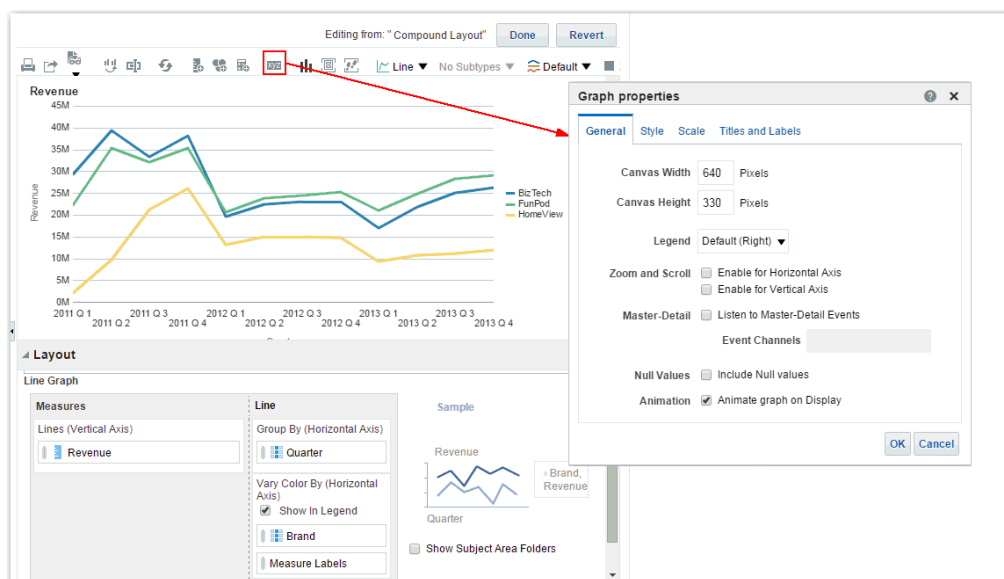 Editing from: "Compound Layout" Done Revert
XYZ Line No Subtypes Default
Revenue
45M
40M
35M
30M
25M
20M
15M
10M
5M
0M
Revenue
2011 Q 1 2011 Q 2 2011 Q 3 2011 Q 4 2012 Q 1 2012 Q 2 2012 Q 3 2012 Q 4 2013 Q 1 2013 Q 2 2013 Q 3 2013 Q 4
BizTech
FunPod
HomeView
Graph properties
General Style Scale Titles and Labels
Canvas Width 640 Pixels
Canvas Height 330 Pixels
Legend Default (Right)
Zoom and Scroll Enable for Horizontal Axis
Enable for Vertical Axis
Master-Detail Listen to Master-Detail Events
Event Channels
Null Values Include Null values
Animation Animate graph on Display
OK Cancel
Layout
Line Graph
Measures
Lines (Vertical Axis)
Revenue
Line
Group By (Horizontal Axis)
Quarter
Vary Color By (Horizontal
Axis)
Show In Legend
Brand
Measure Labels
Sample
Revenue
Brand,
Revenue
Quarter
Show Subject Area Folders